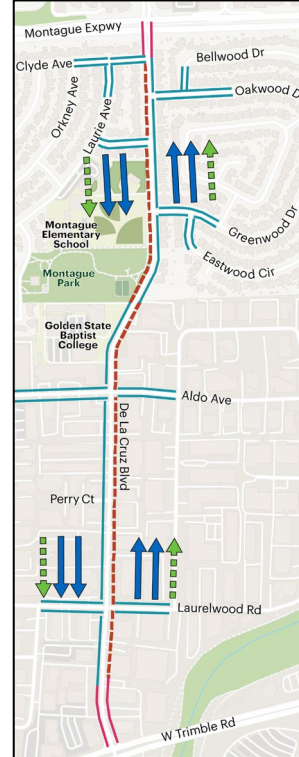 Montague Expwy
Clyde Ave
Bellwood Dr
Orkney Ave
Laurie Ave
Oakwood D
Montague
Elementary
School
Greenwood Dr
Eastwood Cir
Montague
Park
Golden State
Baptist
College
Aldo Ave
De La Cruz Blvd
Perry Ct
Laurelwood Rd
W Trimble Rd